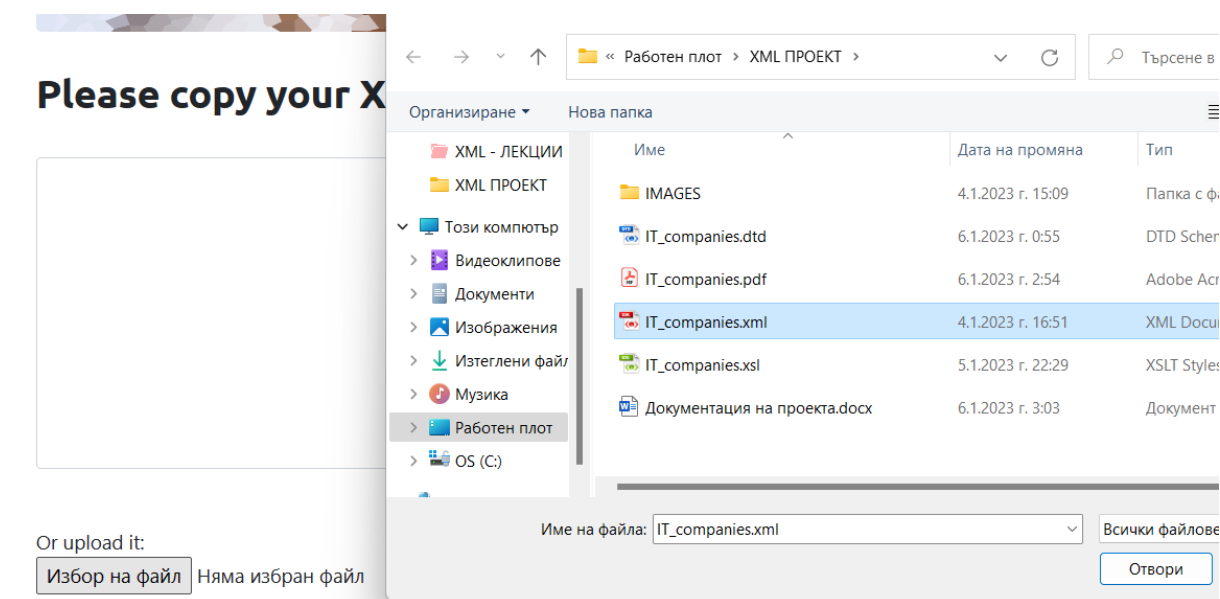 Please copy your X
Or upload it:
Избор на файл Няма избран файл
« Работен плот > XML ПРОЕКТ >
Търсене в
Организиране
Нова папка
XML - ЛЕКЦИИ
XML ПРОЕКТ
Този компютър
Видеоклипове
Документи
Изображения
Изтеглени файл
Музика
Работен плот
OS (C:)
Име Дата на промяна Тип
IMAGES 4.1.2023 г. 15:09 Папка с фа
IT_companies.dtd 6.1.2023 г. 0:55 DTD Schem
IT_companies.pdf 6.1.2023 г. 2:54 Adobe Acr
IT_companies.xml 4.1.2023 г. 16:51 XML Docu
IT_companies.xsl 5.1.2023 г. 22:29 XSLT Styles
Документация на проекта.docx 6.1.2023 г. 3:03 Документ
Име на файла: IT_companies.xml Всички файлове
Отвори